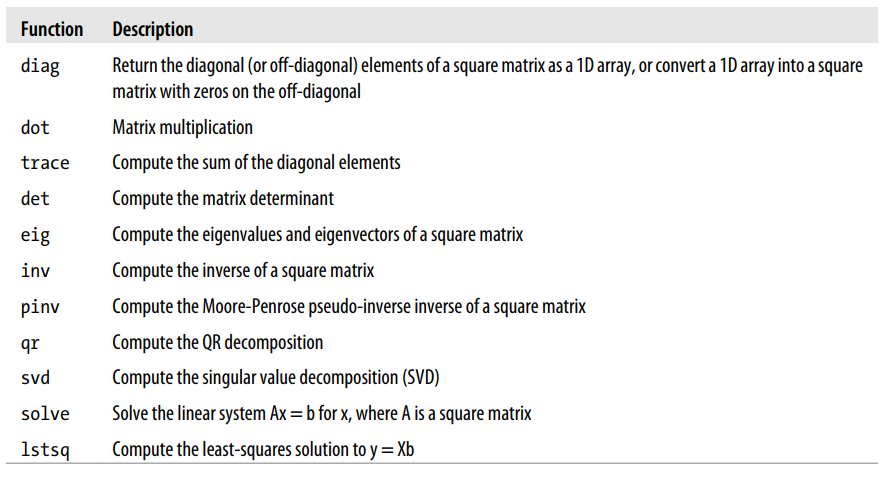 Function Description
diag Return the diagonal (or off-diagonal) elements of a square matrix as a 1D array, or convert a 1D array into a square
matrix with zeros on the off-diagonal
dot Matrix multiplication
trace Compute the sum of the diagonal elements
det Compute the matrix determinant
eig Compute the eigenvalues and eigenvectors of a square matrix
inv Compute the inverse of a square matrix
pinv Compute the Moore-Penrose pseudo-inverse inverse of a square matrix
qr Compute the QR decomposition
svd Compute the singular value decomposition (SVD)
solve Solve the linear system Ax = b for x, where A is a square matrix
lstsq Compute the least-squares solution to y = Xb